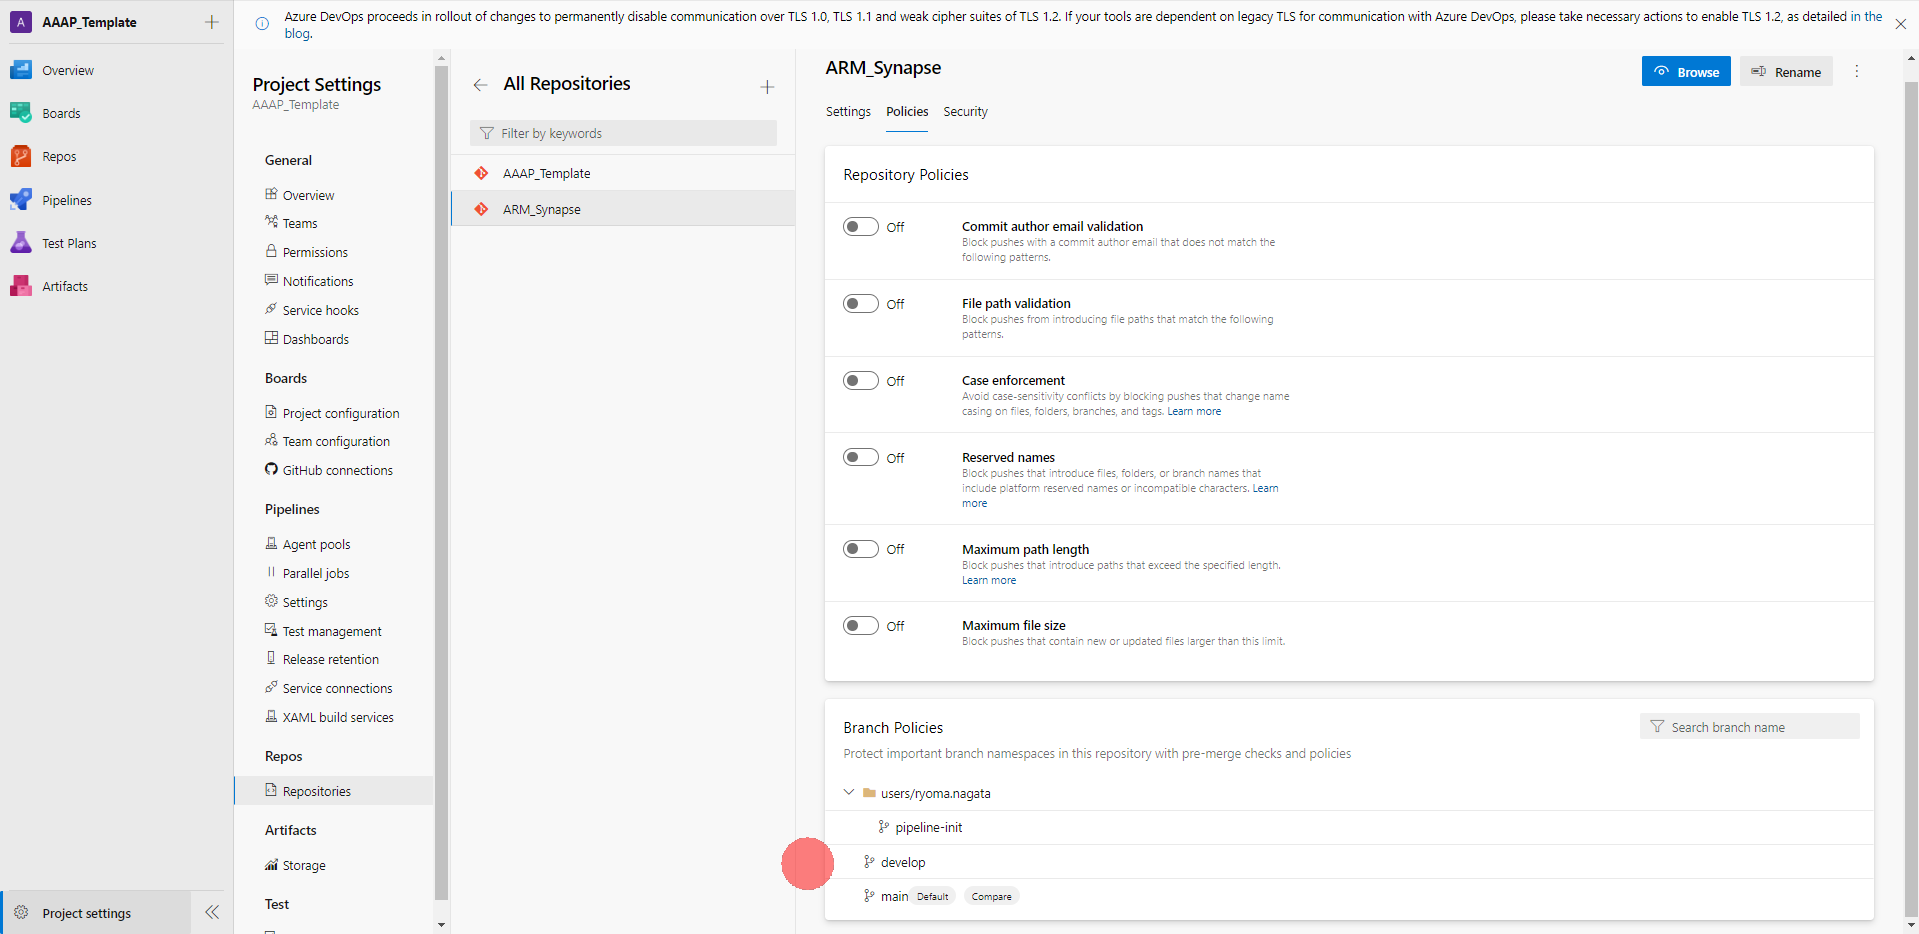 Azure DevOps proceeds in rollout of changes to permanently disable communication over TLS 1.0, TLS 1.1 and weak cipher suites of TLS 1.2. If your tools are dependent on legacy TLS for communication with Azure DevOps, please take necessary actions to enable TLS 1.2, as detailed in the
blog.
A AAAP_Template
Overview
Boards
Repos
Pipelines
Test Plans
Artifacts
Project settings
Project Settings
AAAP_Template
General
Overview
Teams
Permissions
Notifications
Service hooks
Dashboards
Boards
Project configuration
Team configuration
GitHub connections
Pipelines
Agent pools
Parallel jobs
Settings
Test management
Release retention
Service connections
XAML build services
Repos
Repositories
Artifacts
Storage
Test
All Repositories
Filter by keywords
AAAP_Template
ARM_Synapse
ARM_Synapse
Browse
Rename
Settings Policies Security
Repository Policies
Off Commit author email validation
Block pushes with a commit author email that does not match the
following patterns.
Off File path validation
Block pushes from introducing file paths that match the following
patterns.
Off Case enforcement
Avoid case-sensitivity conflicts by blocking pushes that change name
casing on files, folders, branches, and tags. Learn more
Off Reserved names
Block pushes that introduce files, folders, or branch names that
include platform reserved names or incompatible characters. Learn
more
Off Maximum path length
Block pushes that introduce paths that exceed the specified length.
Learn more
Off Maximum file size
Block pushes that contain new or updated files larger than this limit.
Branch Policies
Search branch name
Protect important branch namespaces in this repository with pre-merge checks and policies
users/ryoma.nagata
pipeline-init
develop
main Default Compare